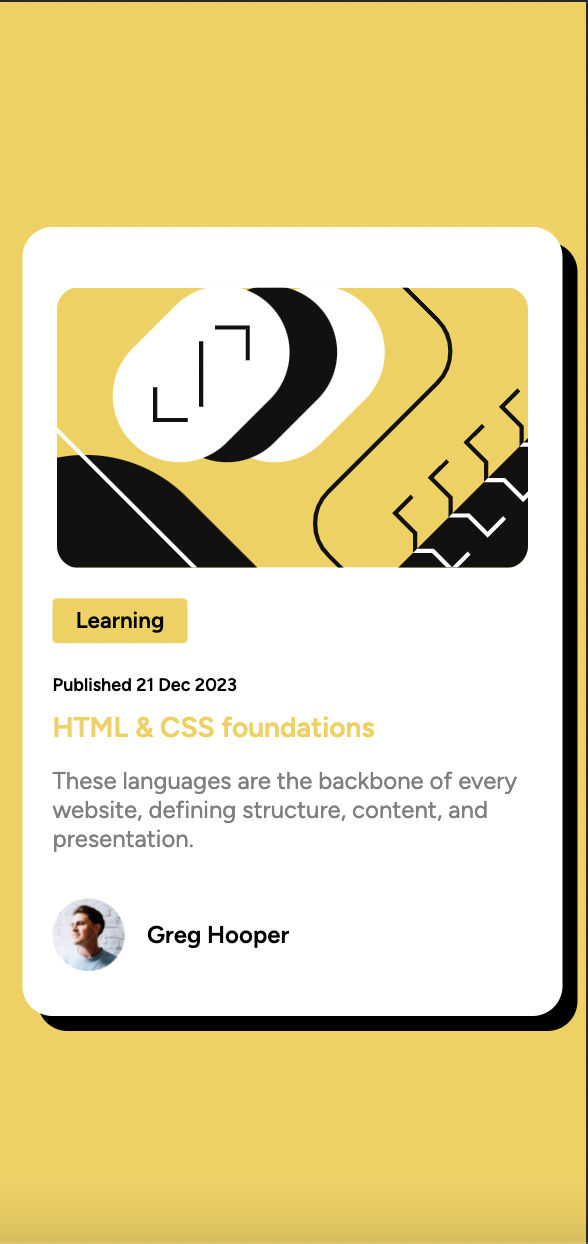 Learning
Published 21 Dec 2023
HTML & CSS foundations
These languages are the backbone of every
website, defining structure, content, and
presentation.
Greg Hooper